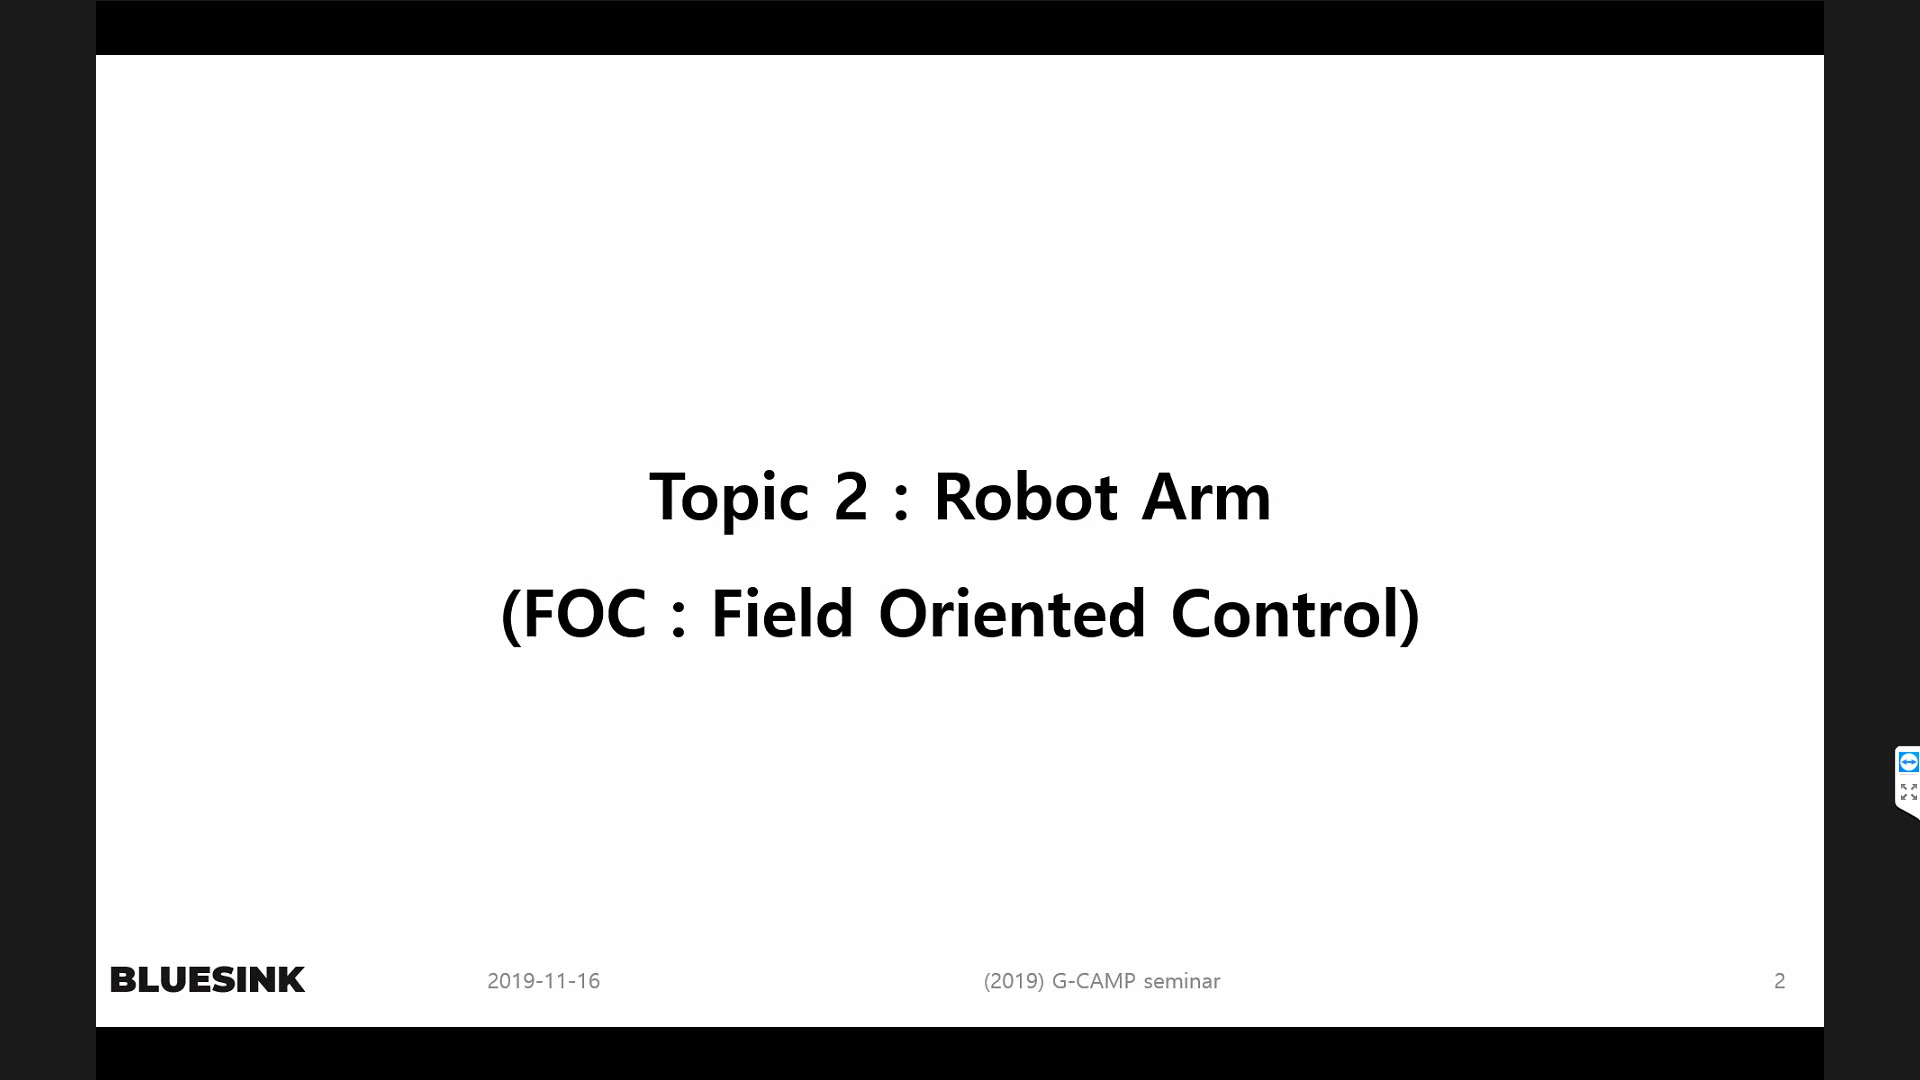 Topic 2 : Robot Arm
(FOC : Field Oriented Control)
BLUESINK 2019-11-16 (2019) G-CAMP seminar 2